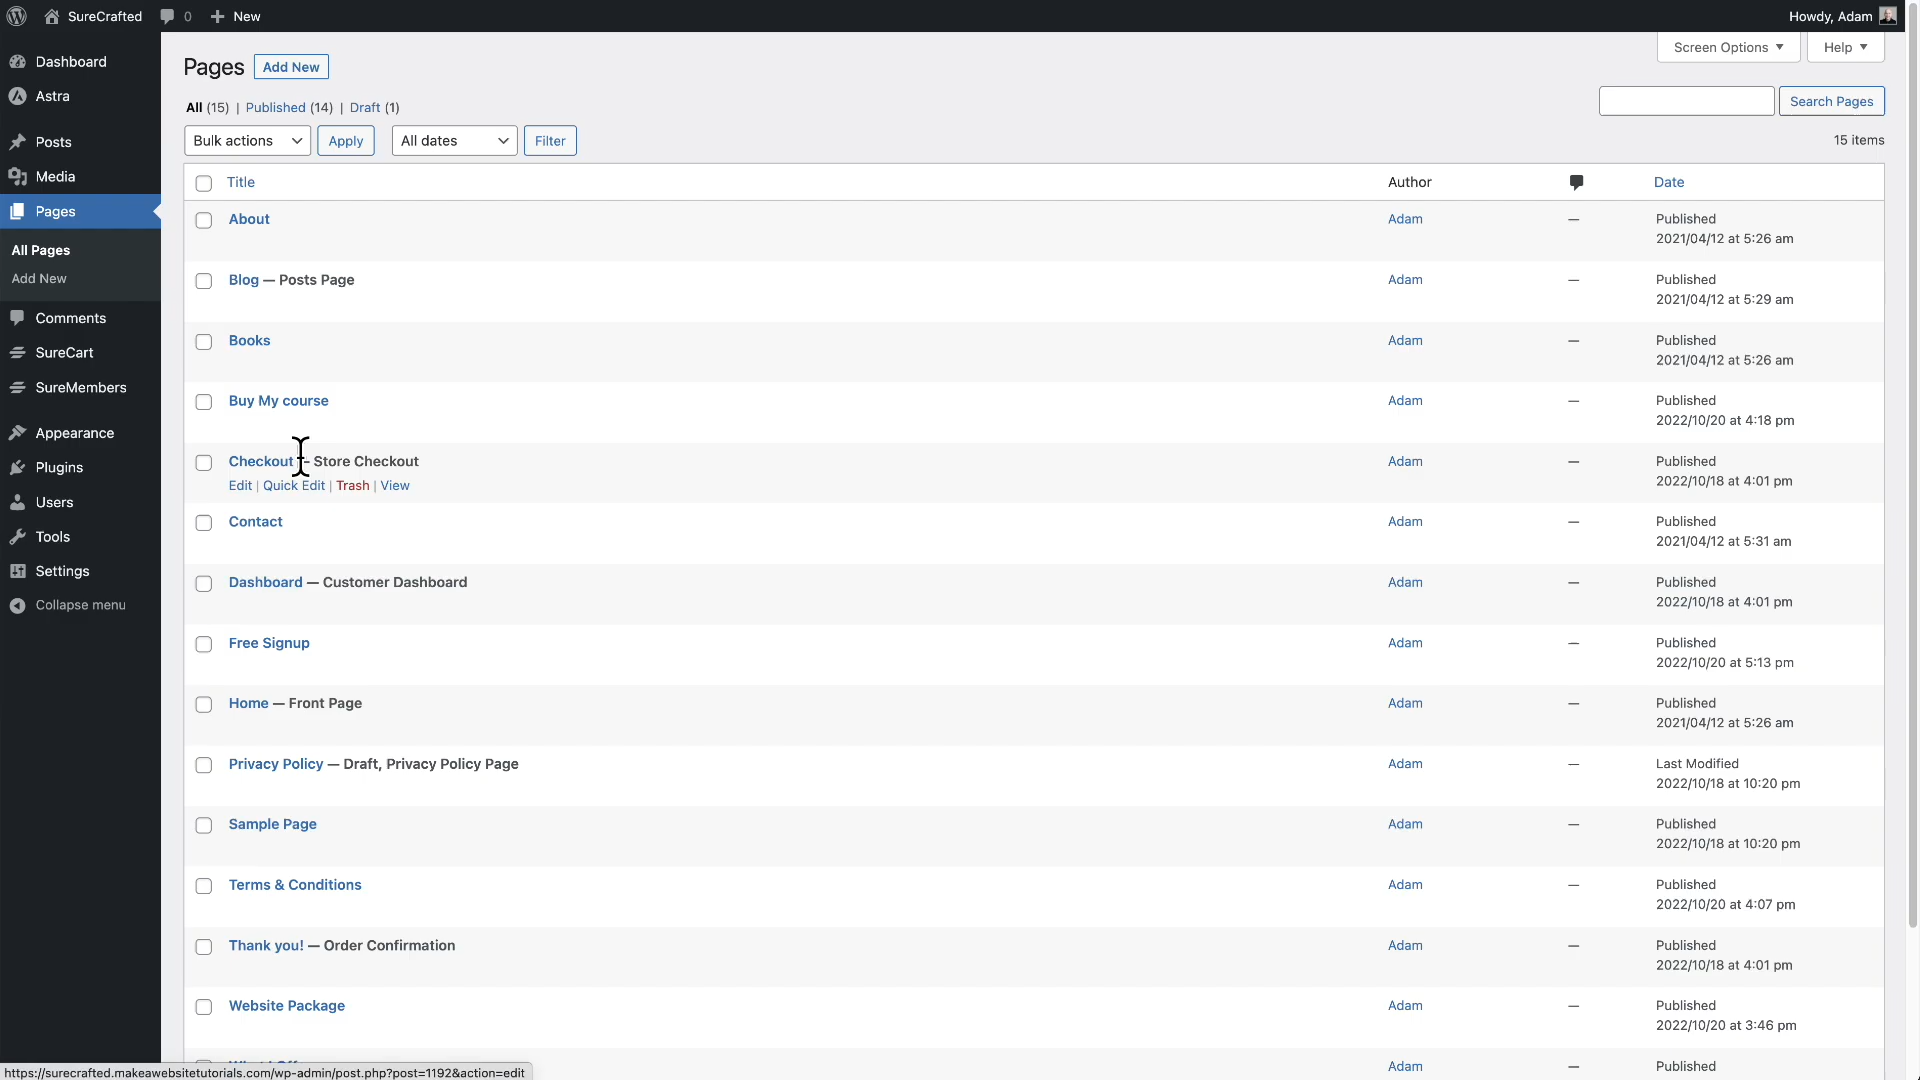 SureCrafted 0 New Howdy, Adam
Dashboard
Astra
Posts
Media
Pages
All Pages
Add New
Comments
SureCart
SureMembers
Appearance
Plugins
Users
Tools
Settings
Collapse menu
Screen Options Help
Pages Add New
All (15) | Published (14) | Draft (1)
Search Pages
Bulk actions Apply All dates Filter 15 items
Title Author Date
About Adam — Published
2021/04/12 at 5:26 am
Blog — Posts Page Adam — Published
2021/04/12 at 5:29 am
Books Adam — Published
2021/04/12 at 5:26 am
Buy My course Adam — Published
2022/10/20 at 4:18 pm
Checkout — Store Checkout Adam — Published
Edit | Quick Edit | Trash | View 2022/10/18 at 4:01 pm
Contact Adam — Published
2021/04/12 at 5:31 am
Dashboard — Customer Dashboard Adam — Published
2022/10/18 at 4:01 pm
Free Signup Adam — Published
2022/10/20 at 5:13 pm
Home — Front Page Adam — Published
2021/04/12 at 5:26 am
Privacy Policy — Draft, Privacy Policy Page Adam — Last Modified
2022/10/18 at 10:20 pm
Sample Page Adam — Published
2022/10/18 at 10:20 pm
Terms & Conditions Adam — Published
2022/10/20 at 4:07 pm
Thank you! — Order Confirmation Adam — Published
2022/10/18 at 4:01 pm
Website Package Adam — Published
2022/10/20 at 3:46 pm
Adam — Published
https://surecrafted.makeawebsitetutorials.com/wp-admin/post.php?post=1192&action=edit